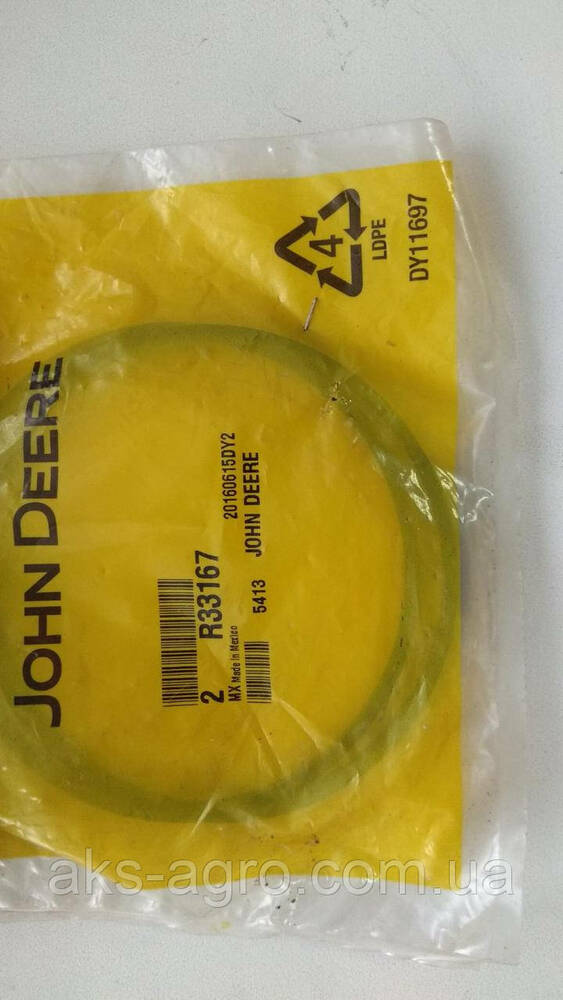 JOHN DEERE
2 R33167
MX Made in Mexico
20160615DY2
5413 JOHN DEERE
4
LDPE
DY11697
aks-agro.com.ua